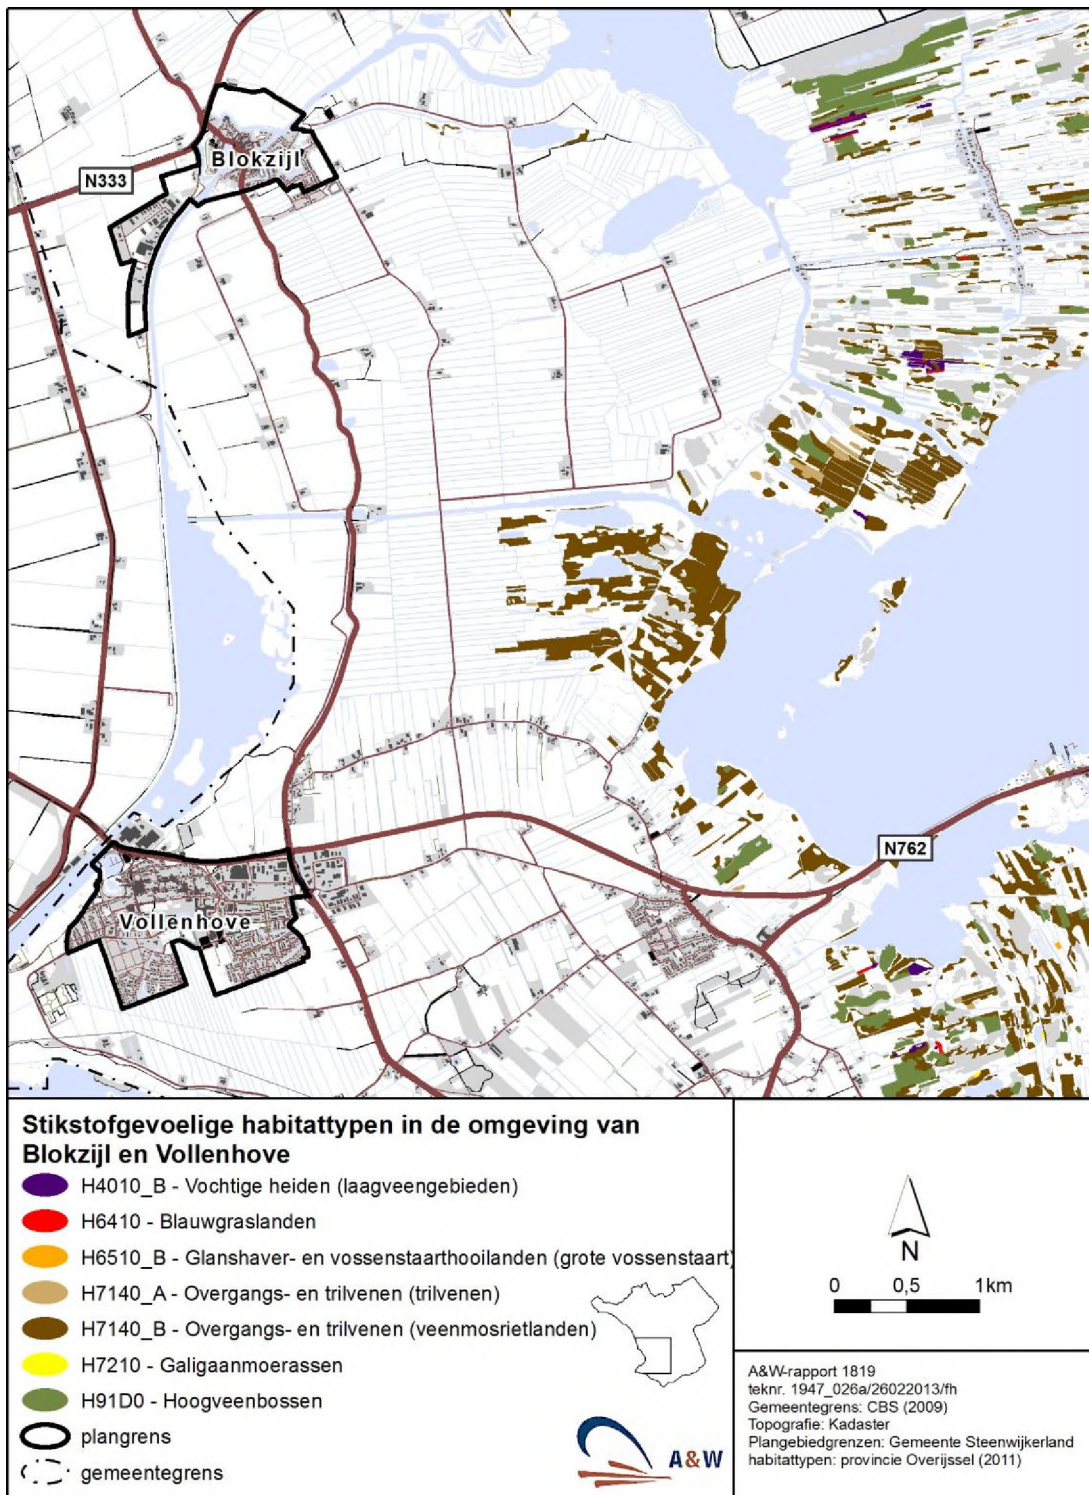 Blokzijl
N333
N762
Vollenhove
Stikstofgevoelige habitattypen in de omgeving van
Blokzijl en Vollenhove
H4010_B - Vochtige heiden (laagveengebieden)
H6410 - Blauwgraslanden
H6510_B - Glanshaver- en vossenstaarthooilanden (grote vossenstaart)
H7140_A - Overgangs- en trilvenen (trilvenen)
H7140_B - Overgangs- en trilvenen (veenmosrietlanden)
H7210 - Galigaanmoerassen
H91D0 - Hoogveenbossen
plangrens
gemeentegrens
A&W
N
0 0,5 1km
A&W-rapport 1819
teknr. 1947_026a/26022013/fh
Gemeentegrens: CBS (2009)
Topografie: Kadaster
Plangebiedgrenzen: Gemeente Steenwijkerland
habitattypen: provincie Overijssel (2011)